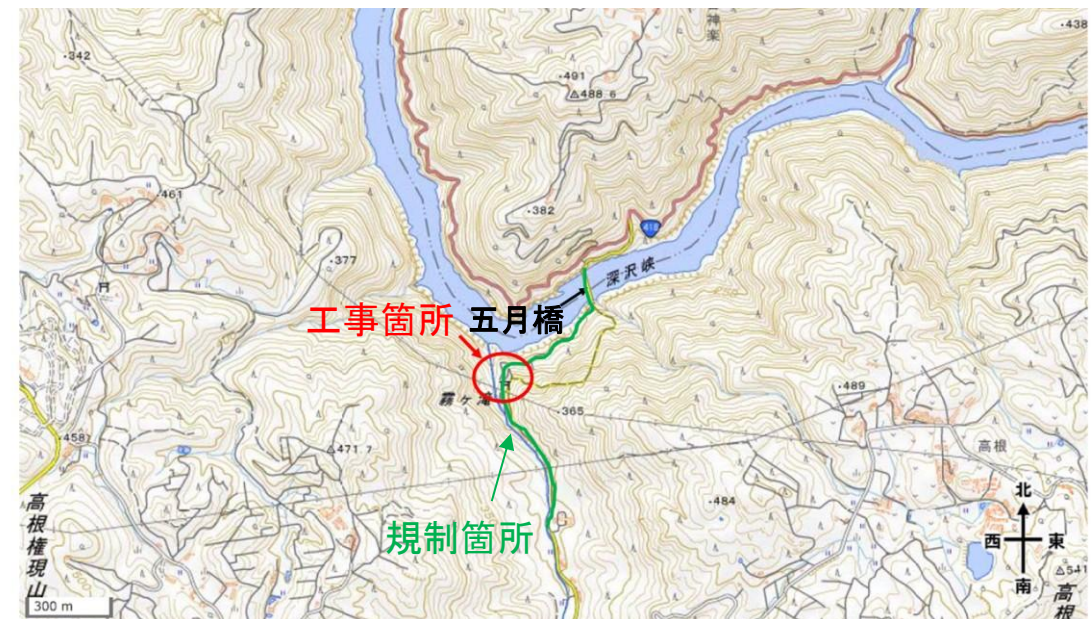 神楽
・438
・342
・491
△488.6
・461
・382
418
・377
深沢峡
工事箇所
五月橋
霧ヶ滝
・365
・489
・458
△471.7
高根
・484
北
西
東
南
規制箇所
高根権現山
△541
高根
300 m